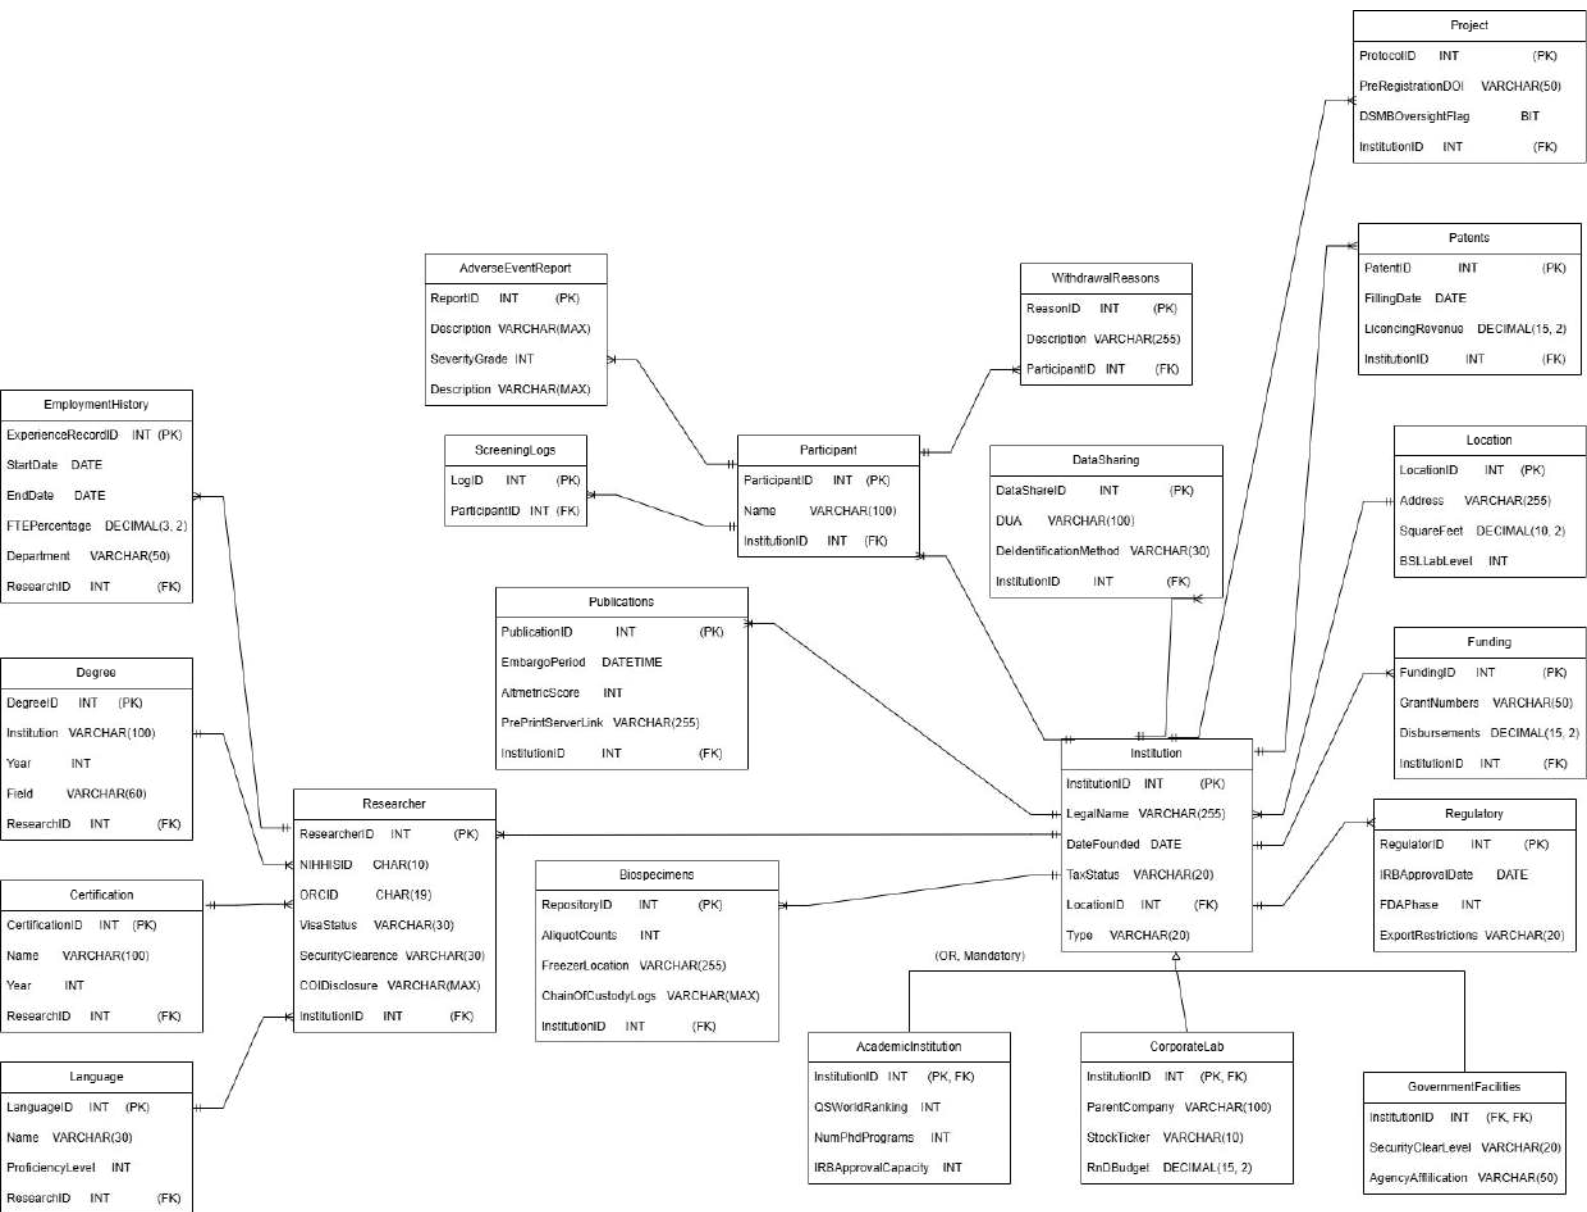 Project
ProtocolID INT (PK)
PreRegistrationDOI VARCHAR(50)
DSMBOversightFlag BIT
InstitutionID INT (FK)
Patents
PatentID INT (PK)
FillingDate DATE
LicencingRevenue DECIMAL(15, 2)
InstitutionID INT (FK)
AdverseEventReport
ReportID INT (PK)
Description VARCHAR(MAX)
SeverityGrade INT
Description VARCHAR(MAX)
WithdrawalReasons
ReasonID INT (PK)
Description VARCHAR(255)
ParticipantID INT (FK)
EmploymentHistory
ExperienceRecordID INT (PK)
StartDate DATE
EndDate DATE
FTEPercentage DECIMAL(3, 2)
Department VARCHAR(50)
ResearchID INT (FK)
ScreeningLogs
LogID INT (PK)
ParticipantID INT (FK)
Participant
ParticipantID INT (PK)
Name VARCHAR(100)
InstitutionID INT (FK)
DataSharing
DataShareID INT (PK)
DUA VARCHAR(100)
DeIdentificationMethod VARCHAR(30)
InstitutionID INT (FK)
Location
LocationID INT (PK)
Address VARCHAR(255)
SquareFeet DECIMAL(10, 2)
BSLLabLevel INT
Publications
PublicationID INT (PK)
EmbargoPeriod DATETIME
AltmetricScore INT
PrePrintServerLink VARCHAR(255)
InstitutionID INT (FK)
Funding
FundingID INT (PK)
GrantNumbers VARCHAR(50)
Disbursements DECIMAL(15, 2)
InstitutionID INT (FK)
Degree
DegreeID INT (PK)
Institution VARCHAR(100)
Year INT
Field VARCHAR(60)
ResearchID INT (FK)
Researcher
ResearcherID INT (PK)
NIHHISID CHAR(10)
ORCID CHAR(19)
VisaStatus VARCHAR(30)
SecurityClearence VARCHAR(30)
COIDisclosure VARCHAR(MAX)
InstitutionID INT (FK)
Institution
InstitutionID INT (PK)
LegalName VARCHAR(255)
DateFounded DATE
TaxStatus VARCHAR(20)
LocationID INT (FK)
Type VARCHAR(20)
Regulatory
RegulatorID INT (PK)
IRBApprovalDate DATE
FDAPhase INT
ExportRestrictions VARCHAR(20)
Certification
CertificationID INT (PK)
Name VARCHAR(100)
Year INT
ResearchID INT (FK)
Biospecimens
RepositoryID INT (PK)
AliquotCounts INT
FreezerLocation VARCHAR(255)
ChainOfCustodyLogs VARCHAR(MAX)
InstitutionID INT (FK)
(OR, Mandatory)
Language
LanguageID INT (PK)
Name VARCHAR(30)
ProficiencyLevel INT
ResearchID INT (FK)
AcademicInstitution
InstitutionID INT (PK, FK)
QSWorldRanking INT
NumPhdPrograms INT
IRBApprovalCapacity INT
CorporateLab
InstitutionID INT (PK, FK)
ParentCompany VARCHAR(100)
StockTicker VARCHAR(10)
RnDBudget DECIMAL(15, 2)
GovernmentFacilities
InstitutionID INT (FK, FK)
SecurityClearLevel VARCHAR(20)
AgencyAffilication VARCHAR(50)